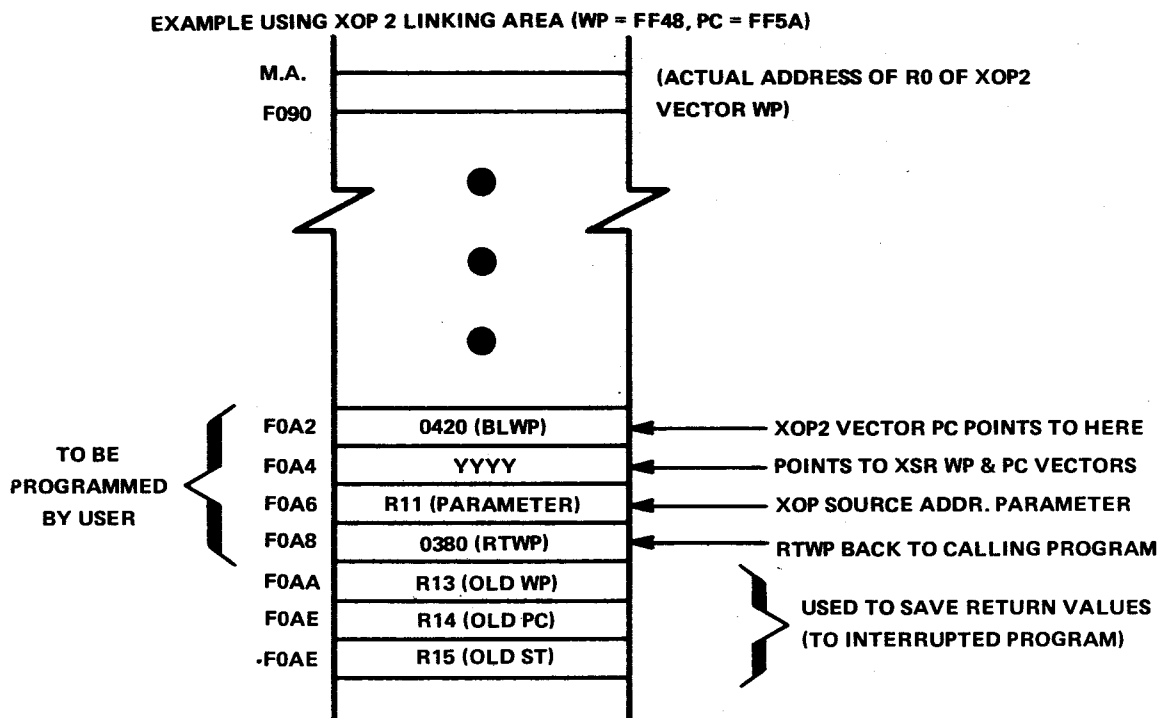 EXAMPLE USING XOP 2 LINKING AREA (WP = FF48, PC = FF5A)
M.A.
(ACTUAL ADDRESS OF R0 OF XOP2
F090
VECTOR WP)
F0A2
0420 (BLWP)
XOP2 VECTOR PC POINTS TO HERE
TO BE
PROGRAMMED
BY USER
F0A4
YYYY
POINTS TO XSR WP & PC VECTORS
F0A6
R11 (PARAMETER)
XOP SOURCE ADDR. PARAMETER
F0A8
0380 (RTWP)
RTWP BACK TO CALLING PROGRAM
F0AA
R13 (OLD WP)
F0AE
R14 (OLD PC)
F0AE
R15 (OLD ST)
USED TO SAVE RETURN VALUES
(TO INTERRUPTED PROGRAM)